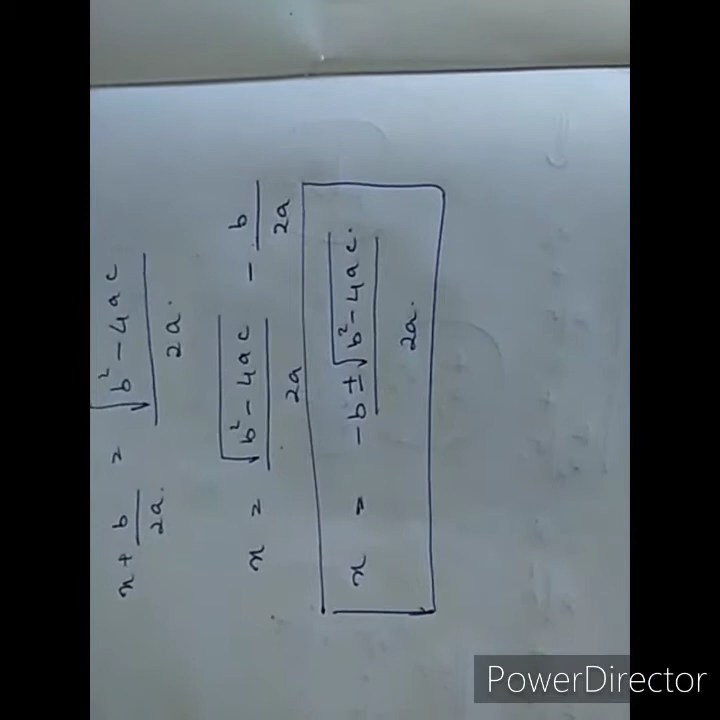 x + b/2a. = √b² - 4ac / 2a.
x = √b² - 4ac / 2a - b/2a
x = -b ± √b² - 4ac. / 2a.
PowerDirector